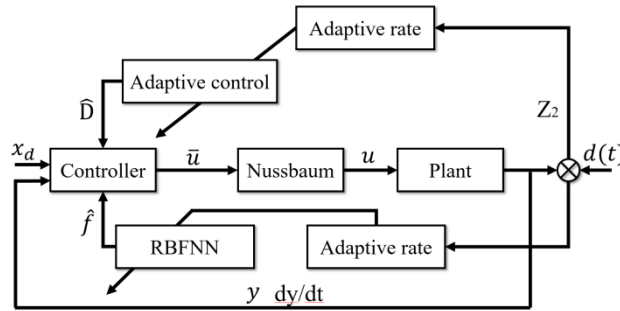 Adaptive rate
Adaptive control
D̂
Z₂
x_d
Controller
ū
Nussbaum
u
Plant
d(t)
f̂
RBFNN
Adaptive rate
y dy/dt